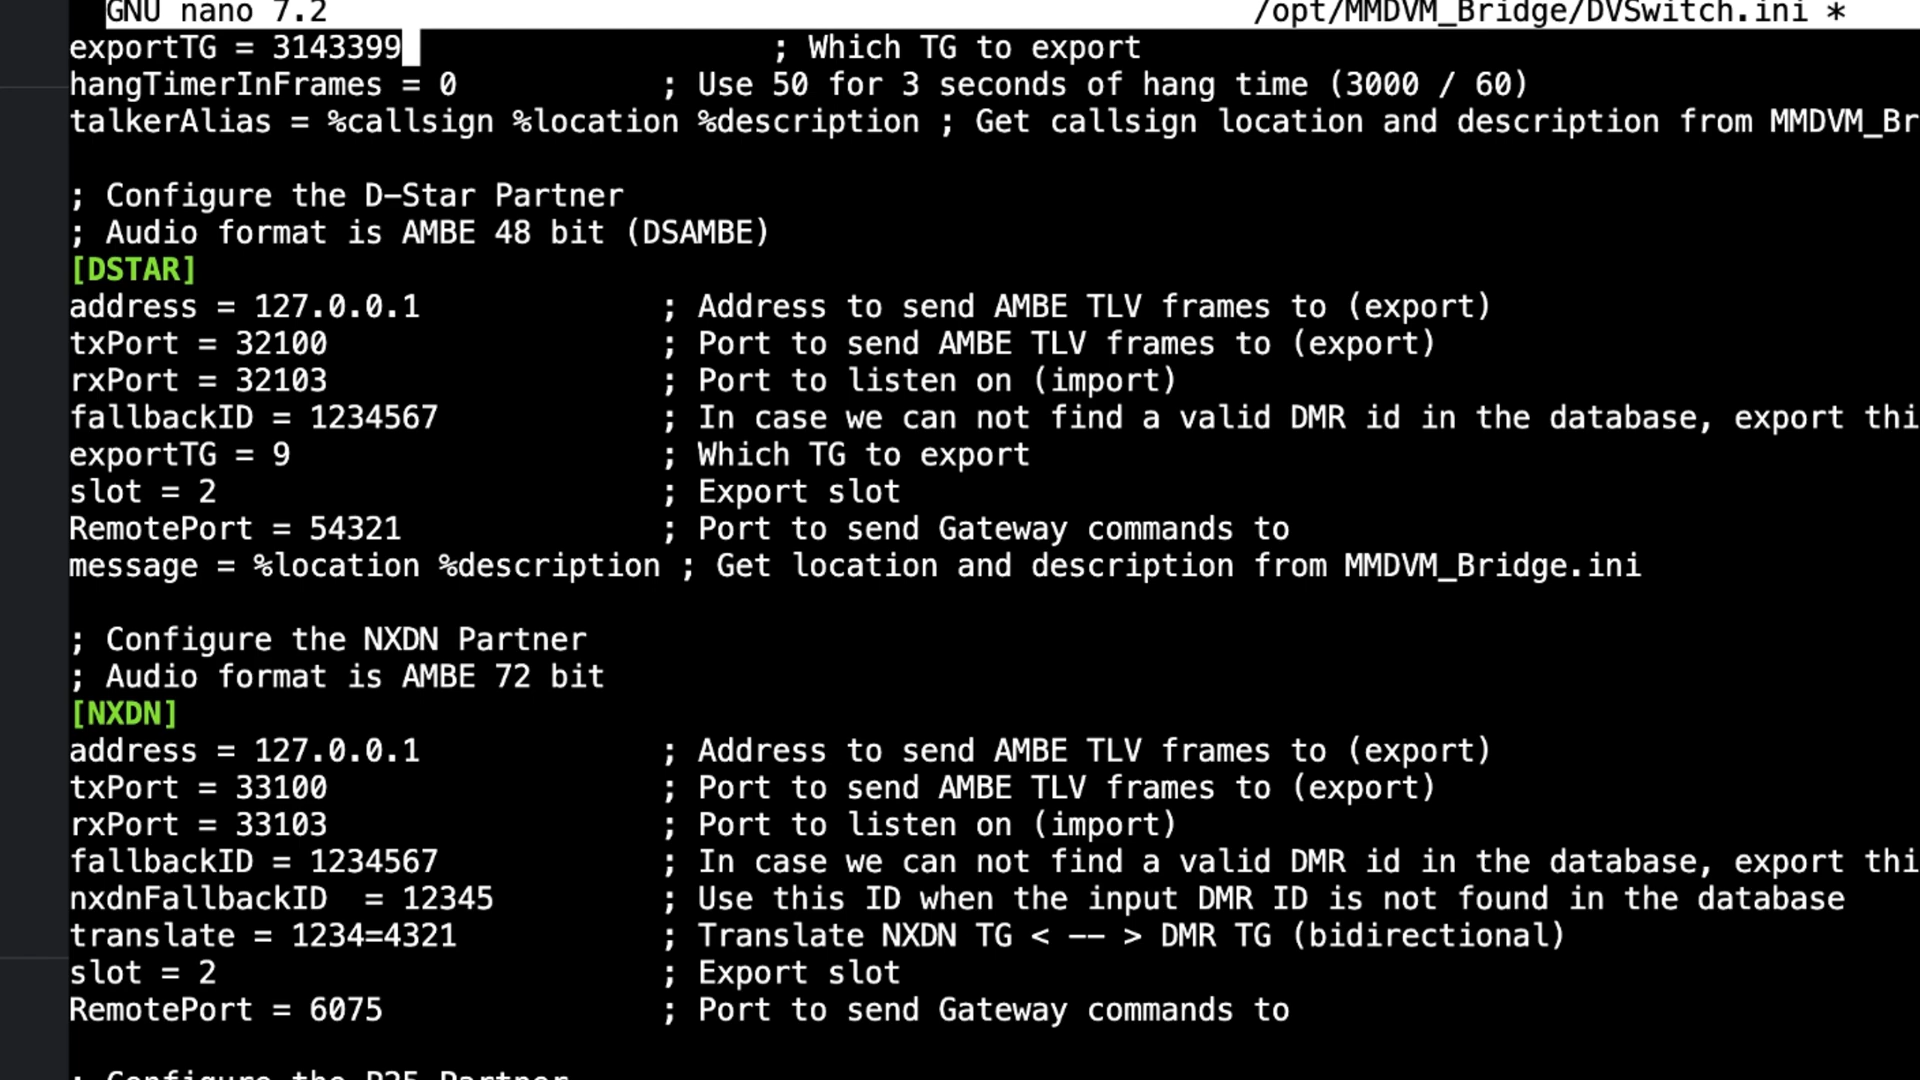 GNU nano 7.2 /opt/MMDVM_Bridge/DVSwitch.ini *
exportTG = 3143399 ; Which TG to export
hangTimerInFrames = 0 ; Use 50 for 3 seconds of hang time (3000 / 60)
talkerAlias = %callsign %location %description ; Get callsign location and description from MMDVM_Br
; Configure the D-Star Partner
; Audio format is AMBE 48 bit (DSAMBE)
[DSTAR]
address = 127.0.0.1 ; Address to send AMBE TLV frames to (export)
txPort = 32100 ; Port to send AMBE TLV frames to (export)
rxPort = 32103 ; Port to listen on (import)
fallbackID = 1234567 ; In case we can not find a valid DMR id in the database, export thi
exportTG = 9 ; Which TG to export
slot = 2 ; Export slot
RemotePort = 54321 ; Port to send Gateway commands to
message = %location %description ; Get location and description from MMDVM_Bridge.ini
; Configure the NXDN Partner
; Audio format is AMBE 72 bit
[NXDN]
address = 127.0.0.1 ; Address to send AMBE TLV frames to (export)
txPort = 33100 ; Port to send AMBE TLV frames to (export)
rxPort = 33103 ; Port to listen on (import)
fallbackID = 1234567 ; In case we can not find a valid DMR id in the database, export thi
nxdnFallbackID  = 12345 ; Use this ID when the input DMR ID is not found in the database
translate = 1234=4321 ; Translate NXDN TG < -- > DMR TG (bidirectional)
slot = 2 ; Export slot
RemotePort = 6075 ; Port to send Gateway commands to
; Configure the P25 Partner